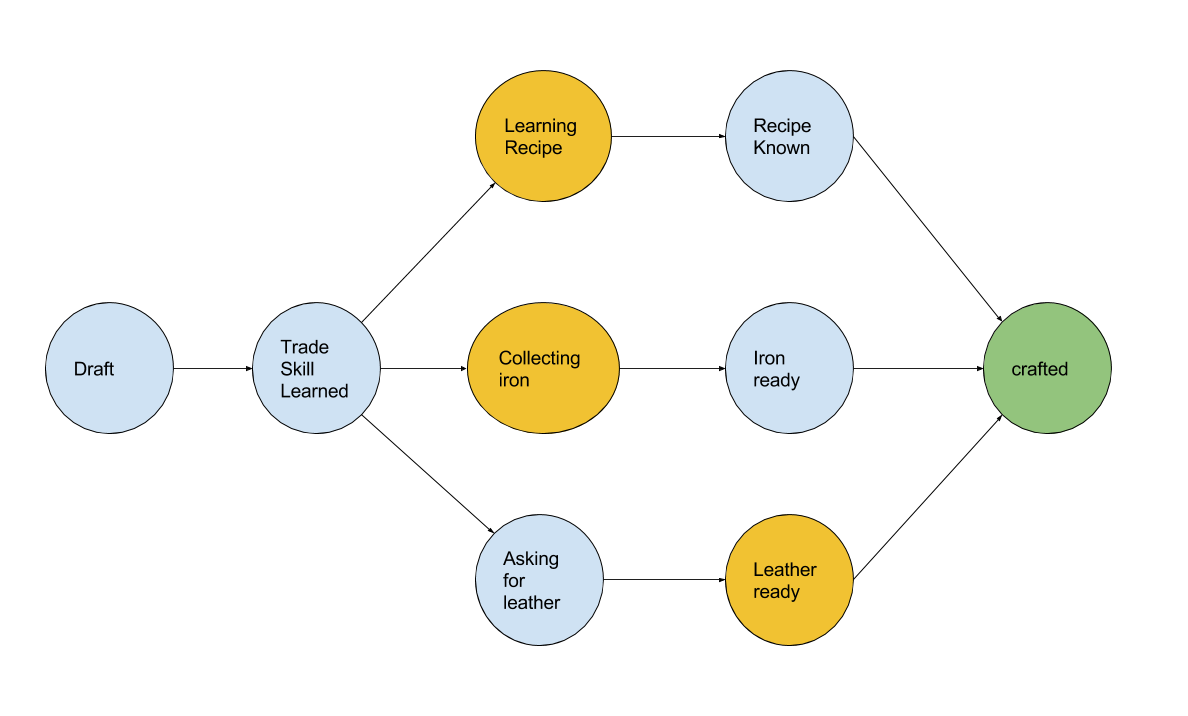 Learning
Recipe
Recipe
Known
Draft
Trade
Skill
Learned
Collecting
iron
Iron
ready
crafted
Asking
for
leather
Leather
ready